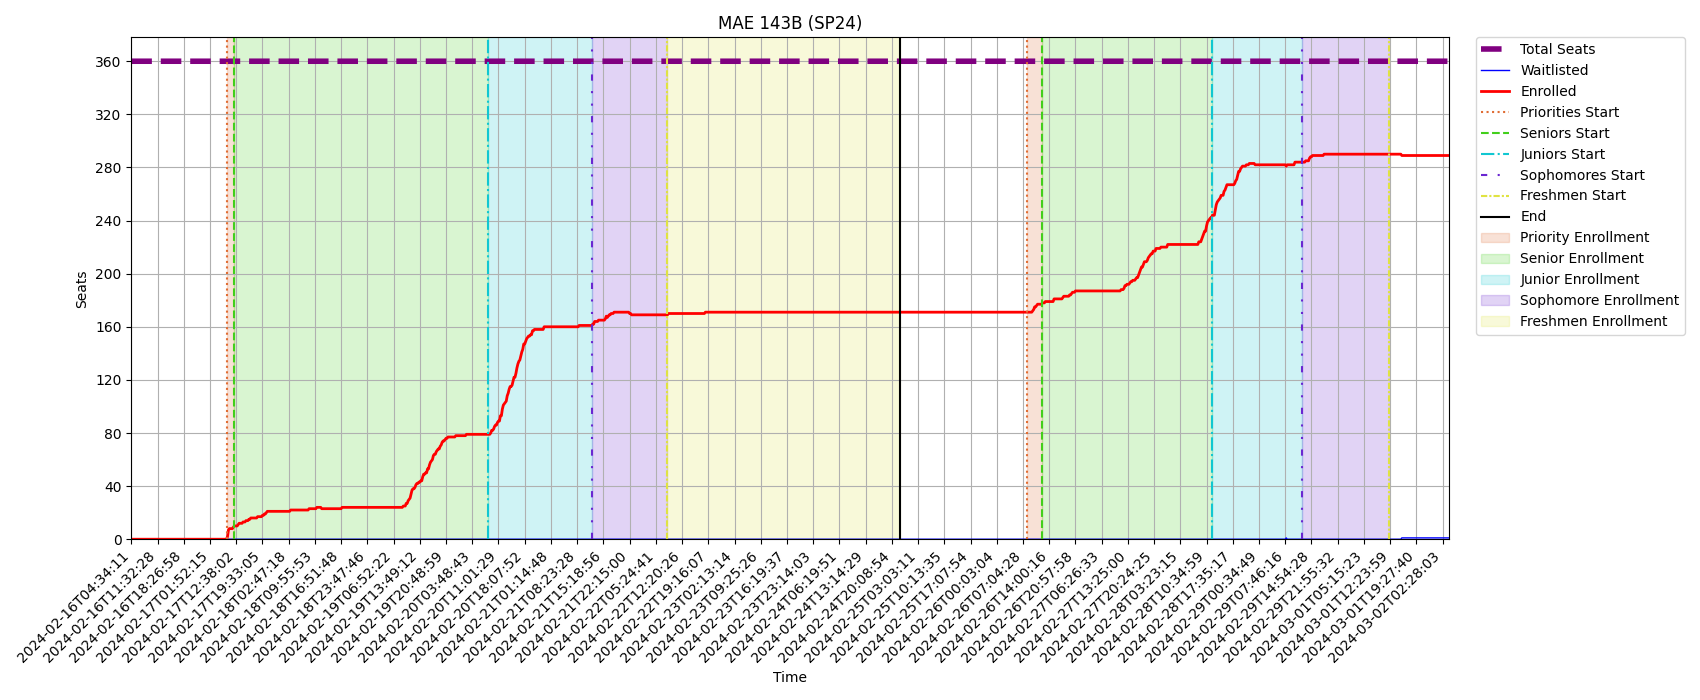 MAE 143B (SP24)
Seats
360
320
280
240
200
160
120
80
40
0
2024-02-16T04:34:11
2024-02-16T11:32:28
2024-02-16T18:26:58
2024-02-17T01:52:15
2024-02-17T12:38:02
2024-02-17T19:33:05
2024-02-18T02:47:18
2024-02-18T09:55:53
2024-02-18T16:51:48
2024-02-18T23:47:46
2024-02-19T06:52:22
2024-02-19T13:49:12
2024-02-19T20:48:59
2024-02-20T03:48:43
2024-02-20T11:01:29
2024-02-20T18:07:52
2024-02-21T01:14:48
2024-02-21T08:23:28
2024-02-21T15:18:56
2024-02-21T22:15:00
2024-02-22T05:24:41
2024-02-22T12:20:26
2024-02-22T19:16:07
2024-02-23T02:13:14
2024-02-23T09:25:26
2024-02-23T16:19:37
2024-02-23T23:14:03
2024-02-24T06:19:51
2024-02-24T13:14:29
2024-02-24T20:08:54
2024-02-25T03:03:11
2024-02-25T10:13:35
2024-02-25T17:07:54
2024-02-26T00:03:04
2024-02-26T07:04:28
2024-02-26T14:00:16
2024-02-26T20:57:58
2024-02-27T06:26:33
2024-02-27T13:25:00
2024-02-27T20:24:25
2024-02-28T03:23:15
2024-02-28T10:34:59
2024-02-28T17:35:17
2024-02-29T00:34:49
2024-02-29T07:46:16
2024-02-29T14:54:28
2024-02-29T21:55:32
2024-03-01T05:15:23
2024-03-01T12:23:59
2024-03-01T19:27:40
2024-03-02T02:28:03
Time
Total Seats
Waitlisted
Enrolled
Priorities Start
Seniors Start
Juniors Start
Sophomores Start
Freshmen Start
End
Priority Enrollment
Senior Enrollment
Junior Enrollment
Sophomore Enrollment
Freshmen Enrollment